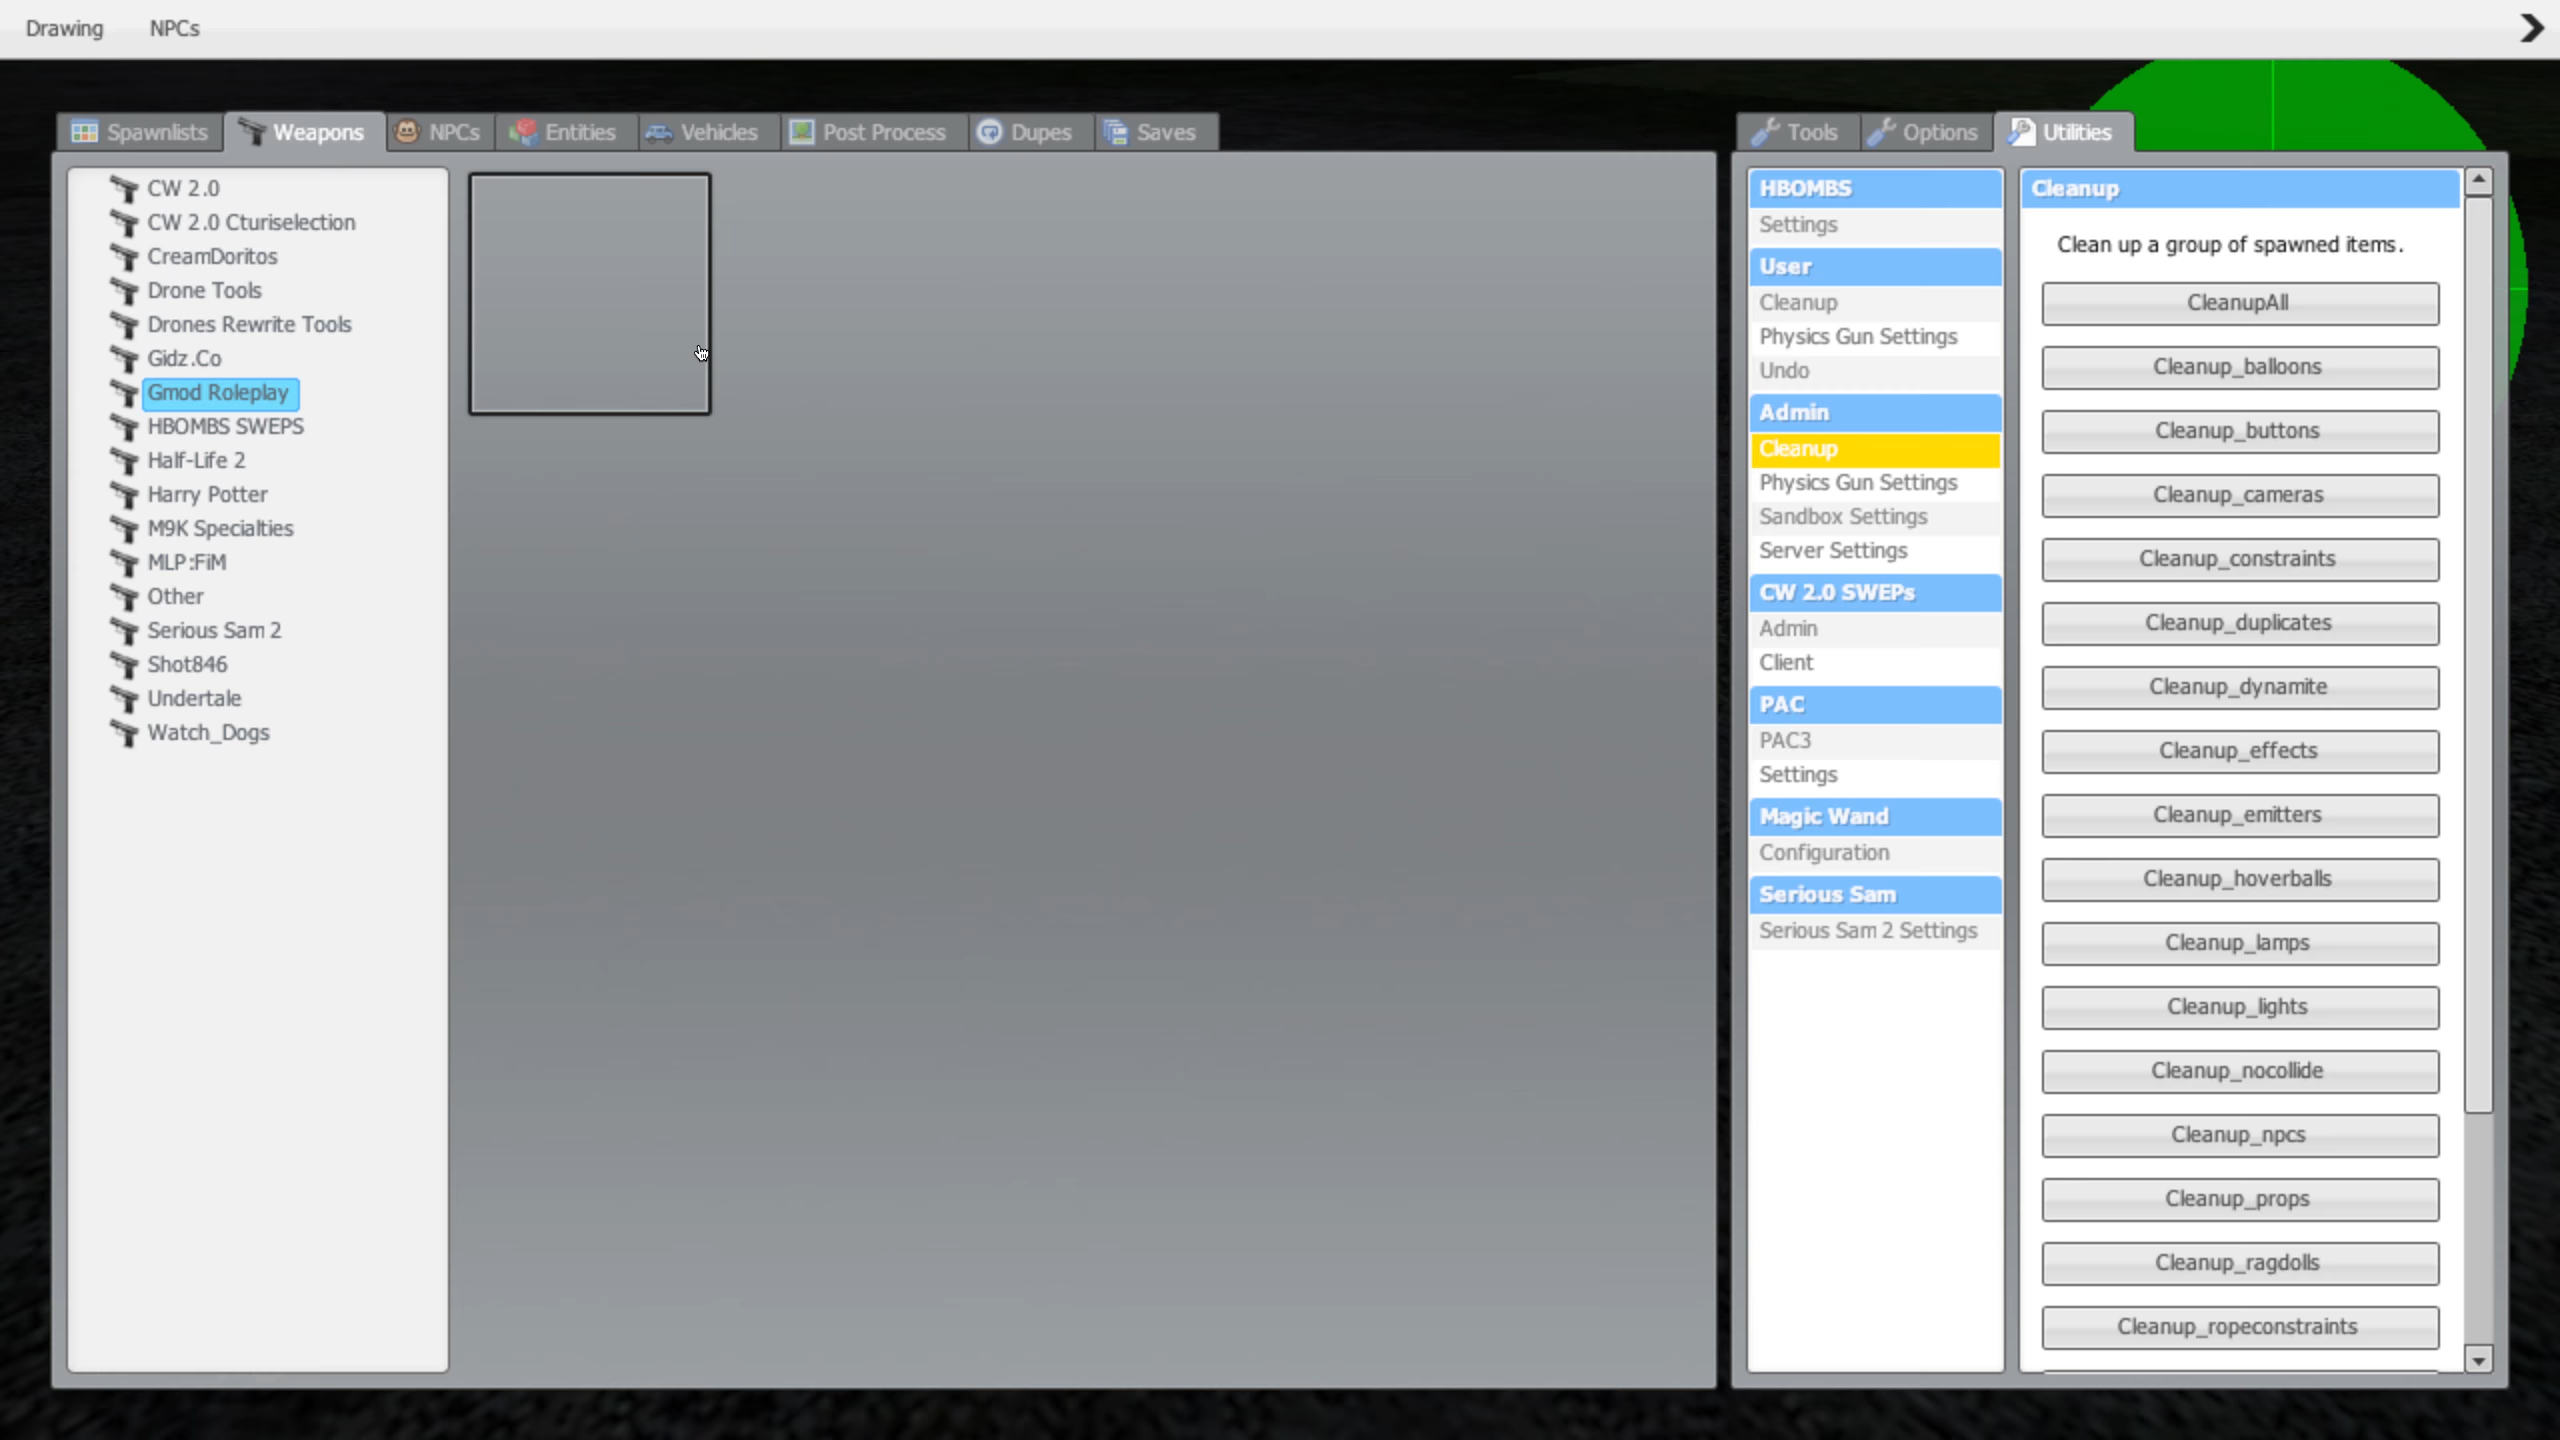 Drawing NPCs
Spawnlists Weapons NPCs Entities Vehicles Post Process Dupes Saves
CW 2.0
CW 2.0 Cturiselection
CreamDoritos
Drone Tools
Drones Rewrite Tools
Gidz.Co
Gmod Roleplay
HBOMBS SWEPS
Half-Life 2
Harry Potter
M9K Specialties
MLP:FiM
Other
Serious Sam 2
Shot846
Undertale
Watch_Dogs
Tools Options Utilities
HBOMBS
Settings
User
Cleanup
Physics Gun Settings
Undo
Admin
Cleanup
Physics Gun Settings
Sandbox Settings
Server Settings
CW 2.0 SWEPs
Admin
Client
PAC
PAC3
Settings
Magic Wand
Configuration
Serious Sam
Serious Sam 2 Settings
Cleanup
Clean up a group of spawned items.
CleanupAll
Cleanup_balloons
Cleanup_buttons
Cleanup_cameras
Cleanup_constraints
Cleanup_duplicates
Cleanup_dynamite
Cleanup_effects
Cleanup_emitters
Cleanup_hoverballs
Cleanup_lamps
Cleanup_lights
Cleanup_nocollide
Cleanup_npcs
Cleanup_props
Cleanup_ragdolls
Cleanup_ropeconstraints